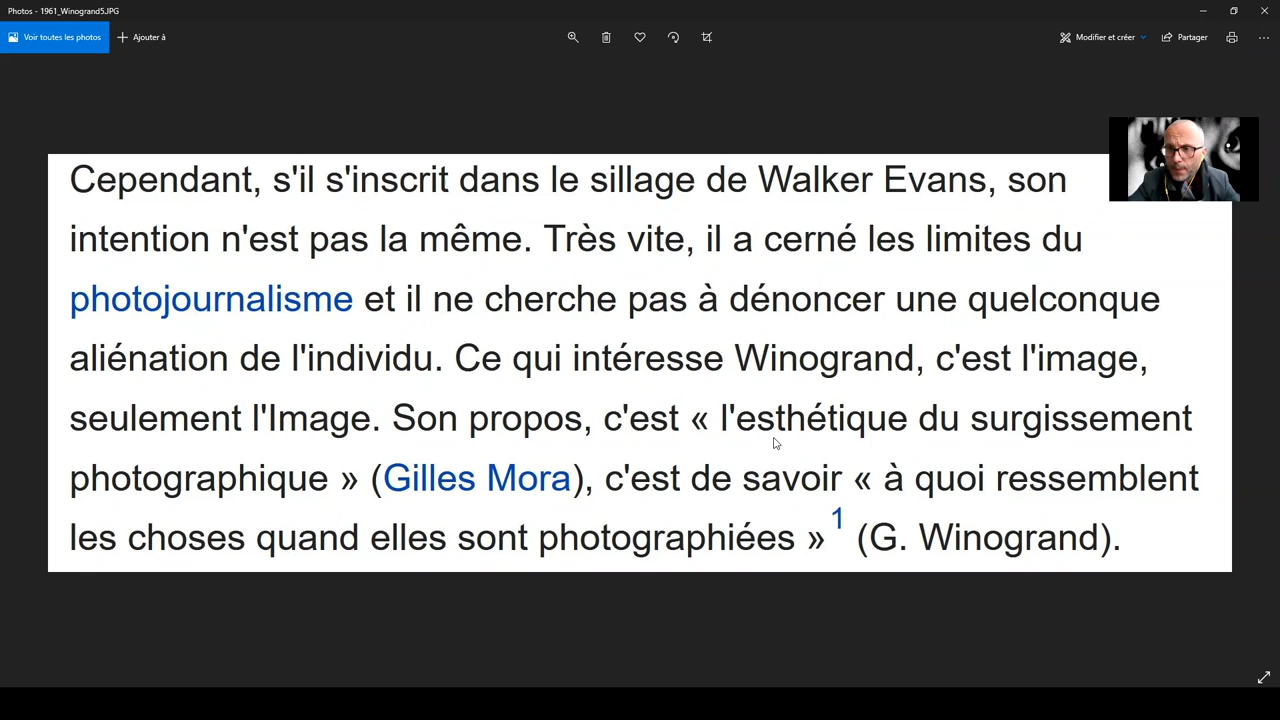 Photos - 1961_Winogrand5.JPG
Voir toutes les photos
Ajouter à
Modifier et créer
Partager
Cependant, s'il s'inscrit dans le sillage de Walker Evans, son
intention n'est pas la même. Très vite, il a cerné les limites du
photojournalisme et il ne cherche pas à dénoncer une quelconque
aliénation de l'individu. Ce qui intéresse Winogrand, c'est l'image,
seulement l'Image. Son propos, c'est « l'esthétique du surgissement
photographique » (Gilles Mora), c'est de savoir « à quoi ressemblent
les choses quand elles sont photographiées »1 (G. Winogrand).